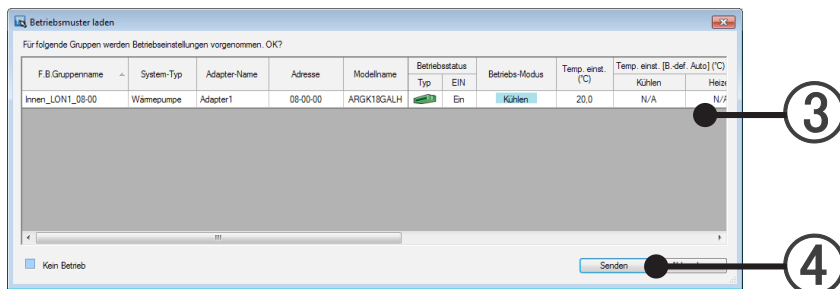 Betriebsmuster laden
Für folgende Gruppen werden Betriebseinstellungen vorgenommen. OK?
F.B.Gruppenname System-Typ Adapter-Name Adresse Modellname Betriebsstatus Betriebs-Modus Temp. einst. (°C) Temp. einst. [B.-def. Auto] (°C)
Typ EIN Kühlen Heize
Innen_LON1_08-00 Wärmepumpe Adapter1 08-00-00 ARGK18GALH Ein Kühlen 20,0 N/A N/A
3
Kein Betrieb Senden
4